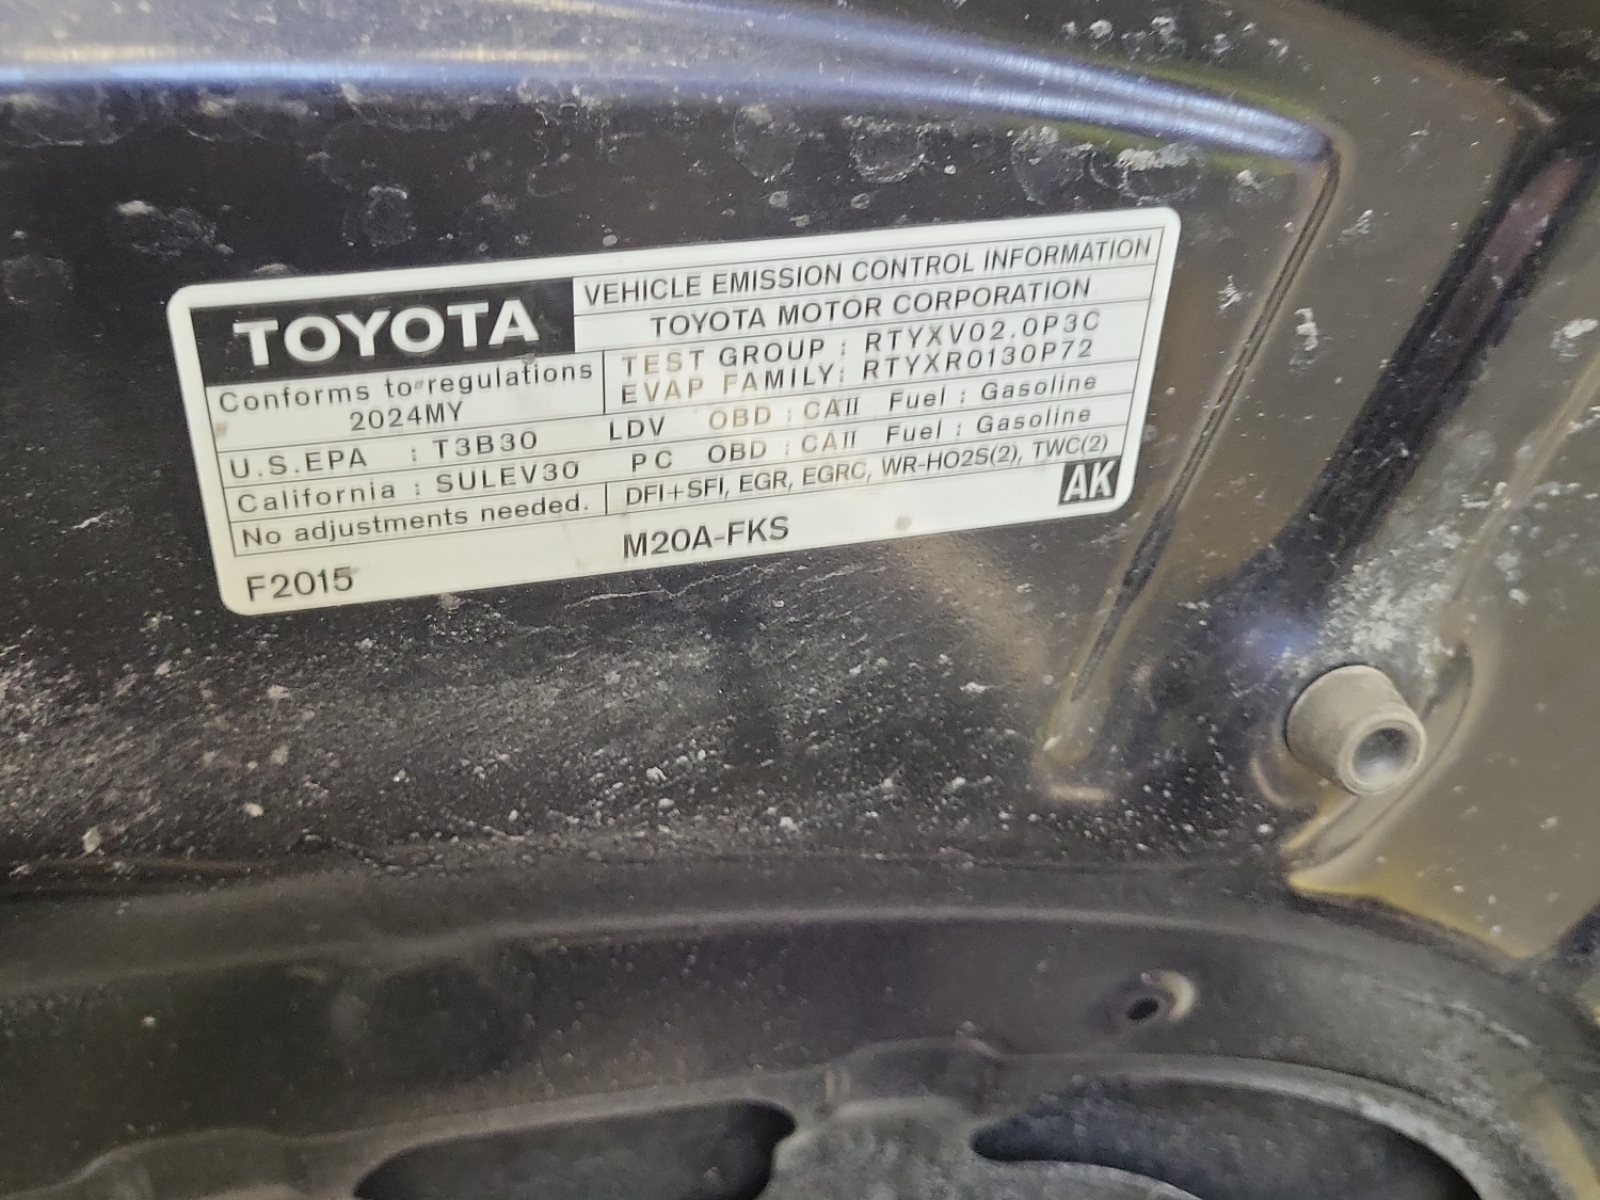 TOYOTA
VEHICLE EMISSION CONTROL INFORMATION
TOYOTA MOTOR CORPORATION
Conforms to regulations
2024MY
TEST GROUP : RTYXV02.0P3C
EVAP FAMILY: RTYXR0130P72
U.S.EPA : T3B30 LDV OBD : CAII Fuel : Gasoline
California : SULEV30 PC OBD : CAII Fuel : Gasoline
No adjustments needed. DFI+SFI, EGR, EGRC, WR-HO2S(2), TWC(2)
AK
F2015 M20A-FKS